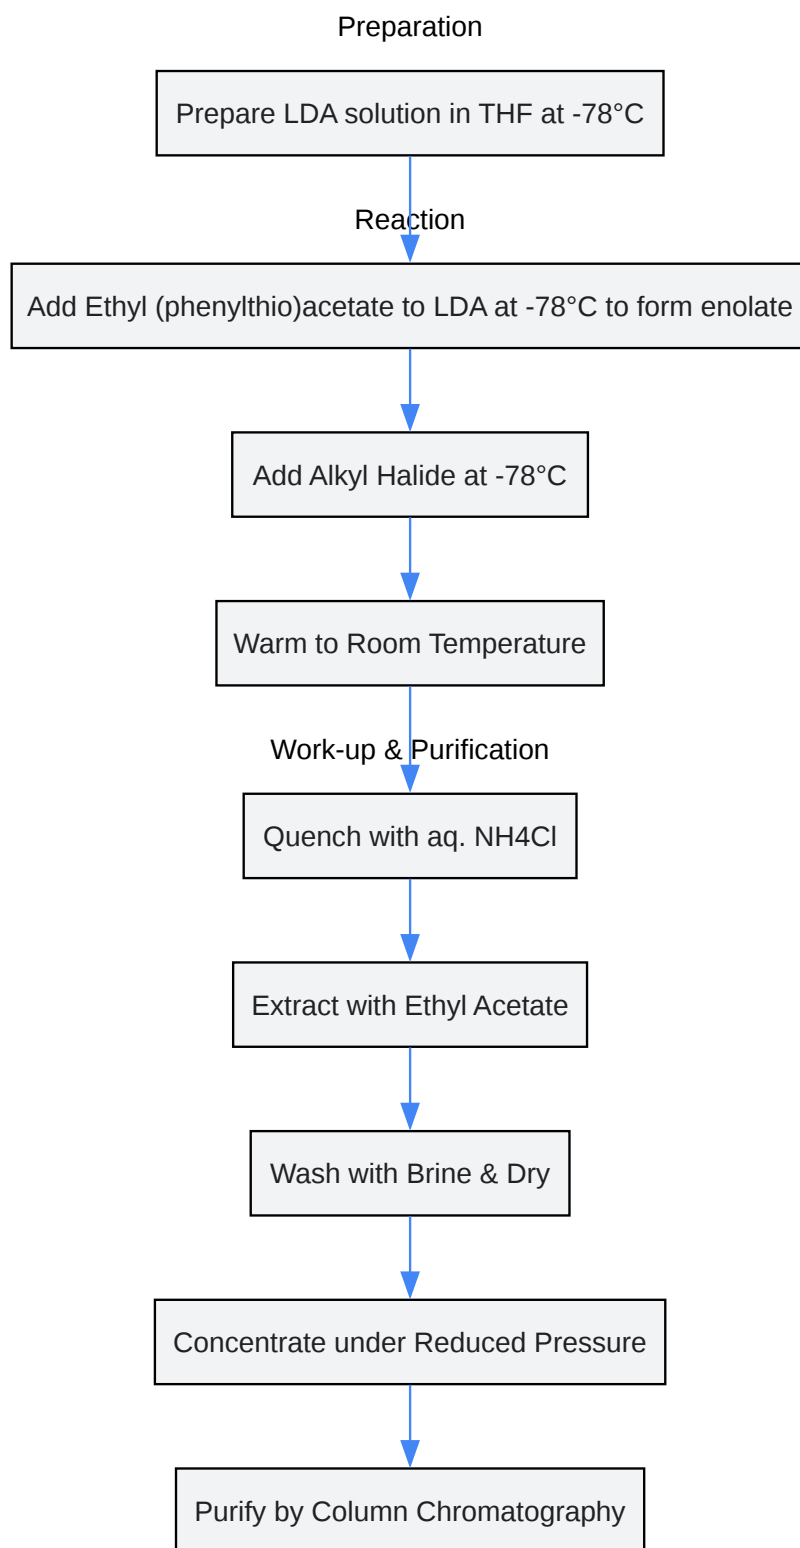 Preparation
Prepare LDA solution in THF at -78°C
Reaction
Add Ethyl (phenylthio)acetate to LDA at -78°C to form enolate
Add Alkyl Halide at -78°C
Warm to Room Temperature
Work-up & Purification
Quench with aq. NH4Cl
Extract with Ethyl Acetate
Wash with Brine & Dry
Concentrate under Reduced Pressure
Purify by Column Chromatography